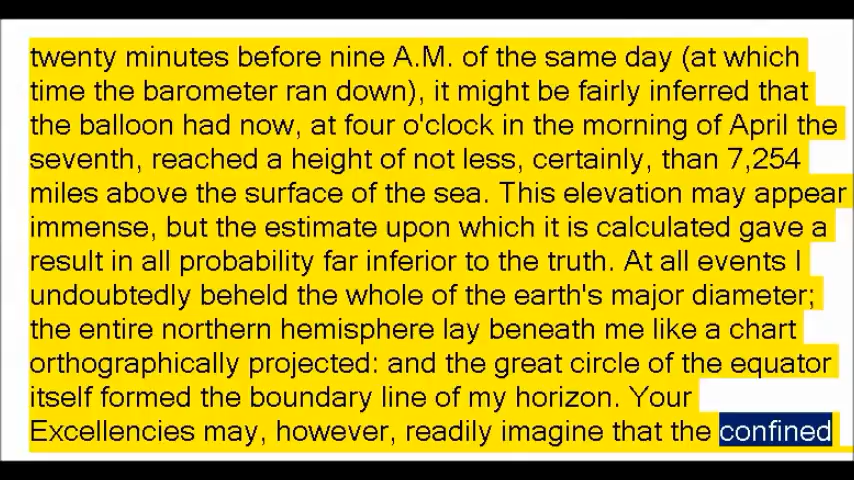 twenty minutes before nine A.M. of the same day (at which
time the barometer ran down), it might be fairly inferred that
the balloon had now, at four o'clock in the morning of April the
seventh, reached a height of not less, certainly, than 7,254
miles above the surface of the sea. This elevation may appear
immense, but the estimate upon which it is calculated gave a
result in all probability far inferior to the truth. At all events I
undoubtedly beheld the whole of the earth's major diameter;
the entire northern hemisphere lay beneath me like a chart
orthographically projected: and the great circle of the equator
itself formed the boundary line of my horizon. Your
Excellencies may, however, readily imagine that the confined